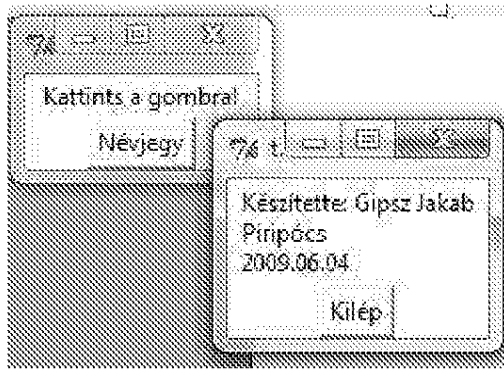 Kattints a gombra!
Névjegy
t.
Készítette: Gipsz Jakab
Piripócs
2009.06.04.
Kilép